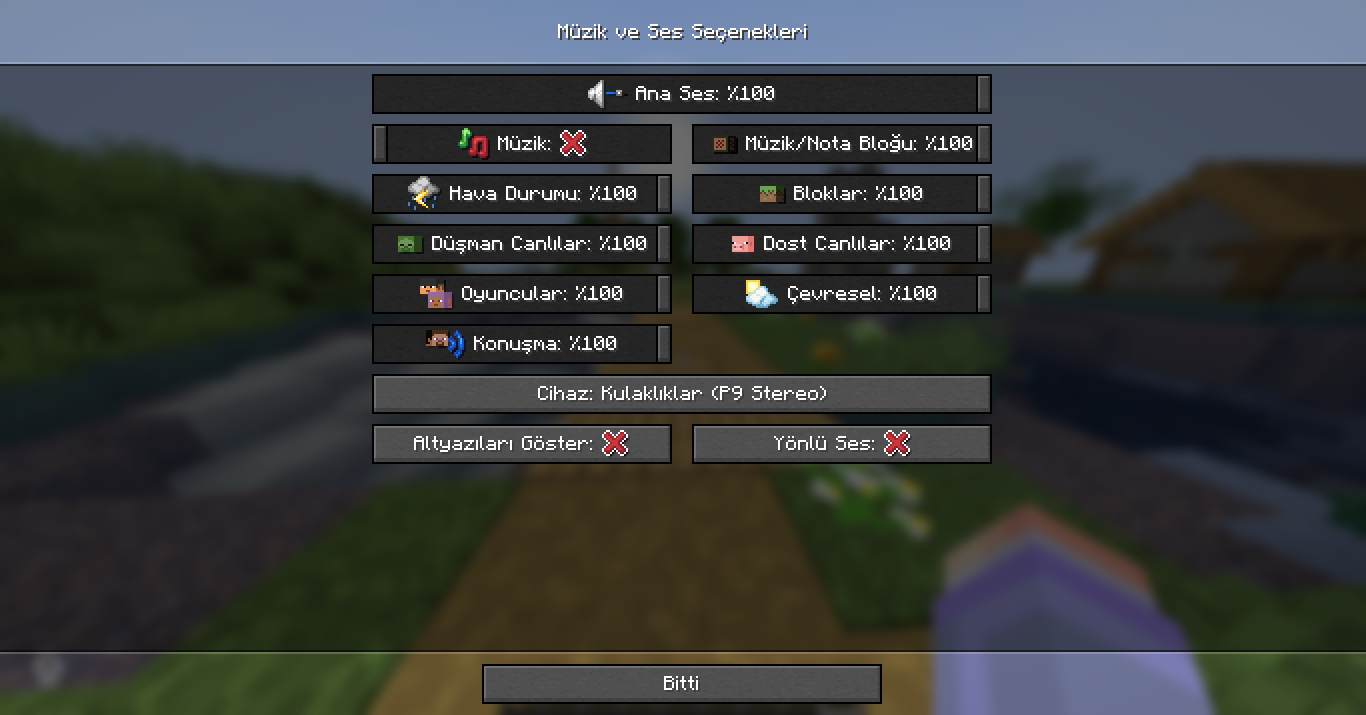 Müzik ve Ses Seçenekleri
Ana Ses: %100
Müzik:
Müzik/Nota Bloğu: %100
Hava Durumu: %100
Bloklar: %100
Düşman Canlılar: %100
Dost Canlılar: %100
Oyuncular: %100
Çevresel: %100
Konuşma: %100
Cihaz: Kulaklıklar (P9 Stereo)
Altyazıları Göster:
Yönlü Ses:
Bitti